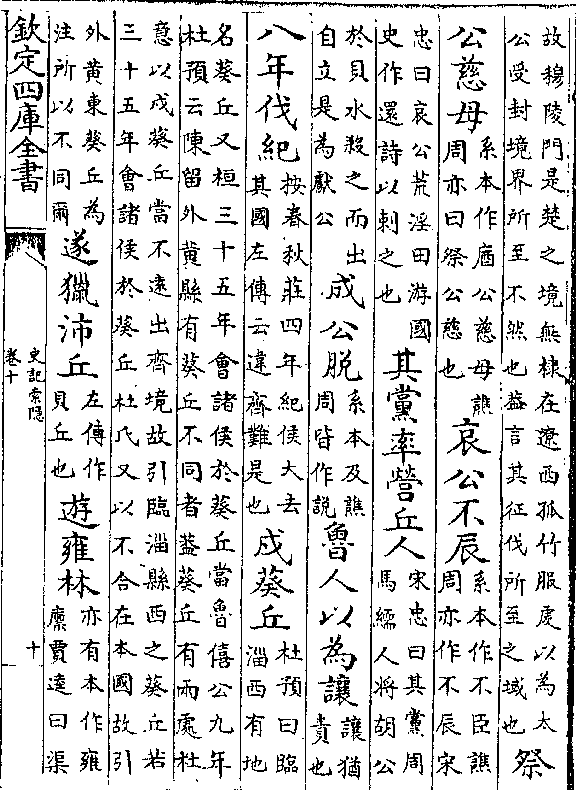 故穆陵門是楚之境無棣在遼西孤竹服虔以為太
公受封境界所至不然也蓋言其征伐所至之域也
祭
公慈母
系本作㾞公慈母譙
周亦曰祭公慈也
哀公不辰
系本作不臣譙
周亦作不辰宋
忠曰哀公荒淫田游國
史作還詩以刺之也
其黨率營丘人
宋忠曰其黨周
馬繻人將胡公
於貝水殺之而出
自立是為獻公
成公脫
系本及譙
周皆作説
魯人以為讓
讓猶
責也
八年伐紀
按春秋莊四年紀侯大去
其國左傳云違齊難是也
戍葵丘
杜預曰臨
淄西有地
名葵丘又桓三十五年會諸侯於葵丘當魯僖公九年
杜預云陳留外黄縣有葵丘不同者蓋葵丘有兩處杜
意以戍葵丘當不遠出齊境故引臨淄縣西之葵丘若
三十五年會諸侯於葵丘杜氏又以不合在本國故引
外黄東葵丘為
注所以不同爾
遂獵沛丘
左傳作
貝丘也
遊雍林
亦有本作雍
廩賈逵曰渠
欽定四庫全書
史記索隱
卷十
十